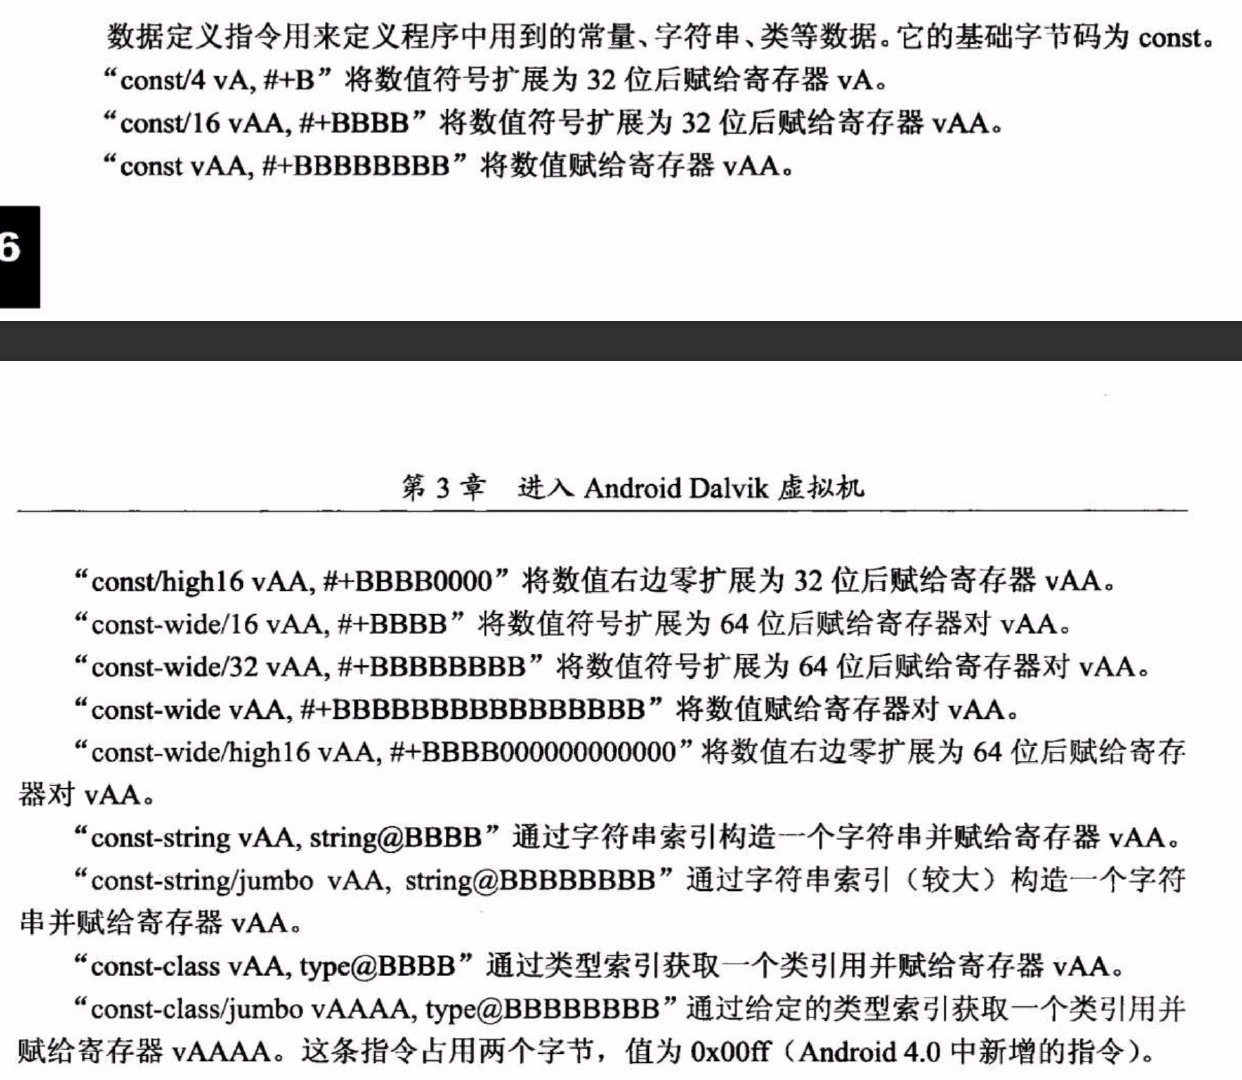 数据定义指令用来定义程序中用到的常量、字符串、类等数据。它的基础字节码为 const。
“const/4 vA, #+B”将数值符号扩展为 32 位后赋给寄存器 vA。
“const/16 vAA, #+BBBB”将数值符号扩展为 32 位后赋给寄存器 vAA。
“const vAA, #+BBBBBBBB”将数值赋给寄存器 vAA。
6
第 3 章 进入 Android Dalvik 虚拟机
“const/high16 vAA, #+BBBB0000”将数值右边零扩展为 32 位后赋给寄存器 vAA。
“const-wide/16 vAA, #+BBBB”将数值符号扩展为 64 位后赋给寄存器对 vAA。
“const-wide/32 vAA, #+BBBBBBBB”将数值符号扩展为 64 位后赋给寄存器对 vAA。
“const-wide vAA, #+BBBBBBBBBBBBBBBB”将数值赋给寄存器对 vAA。
“const-wide/high16 vAA, #+BBBB000000000000”将数值右边零扩展为 64 位后赋给寄存
器对 vAA。
“const-string vAA, string@BBBB”通过字符串索引构造一个字符串并赋给寄存器 vAA。
“const-string/jumbo vAA, string@BBBBBBBB”通过字符串索引（较大）构造一个字符
串并赋给寄存器 vAA。
“const-class vAA, type@BBBB”通过类型索引获取一个类引用并赋给寄存器 vAA。
“const-class/jumbo vAAAA, type@BBBBBBBB”通过给定的类型索引获取一个类引用并
赋给寄存器 vAAAA。这条指令占用两个字节，值为 0x00ff（Android 4.0 中新增的指令）。